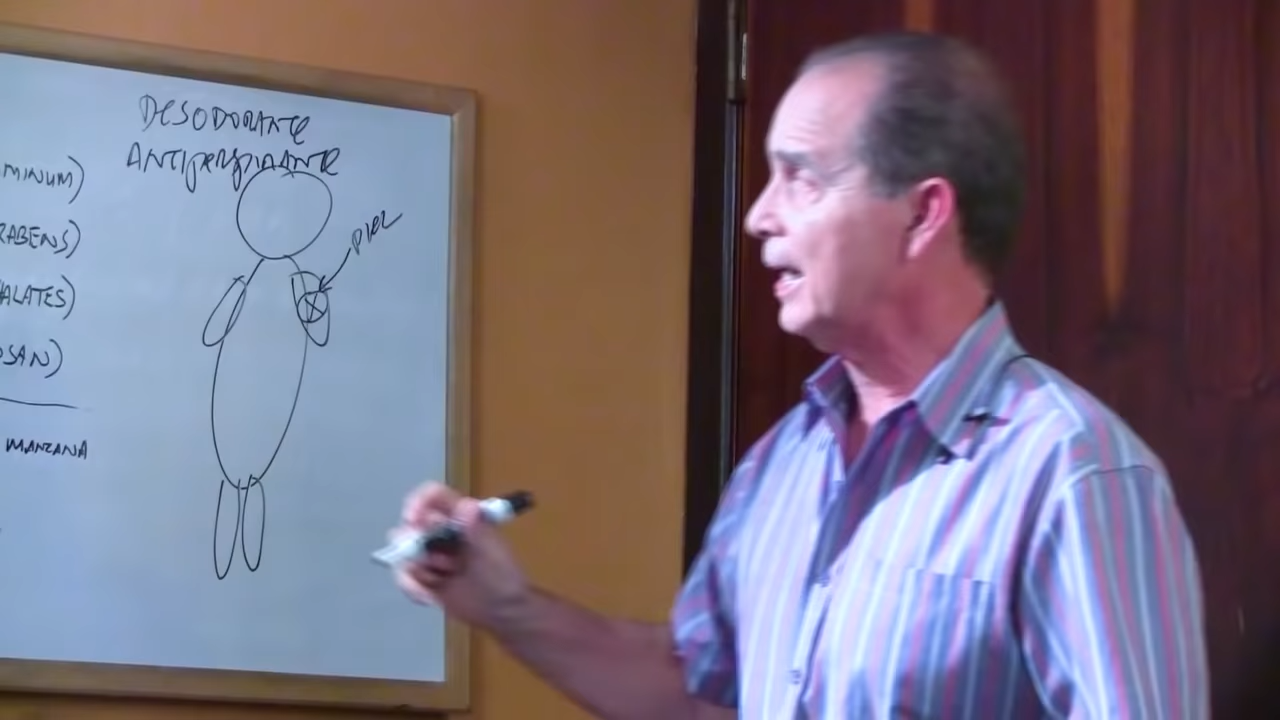 DESODORANTE
ANTIPERSPIRANTE
MINUM)
RABENS)
PIEL
ALATES)
OSAN)
MANZANA